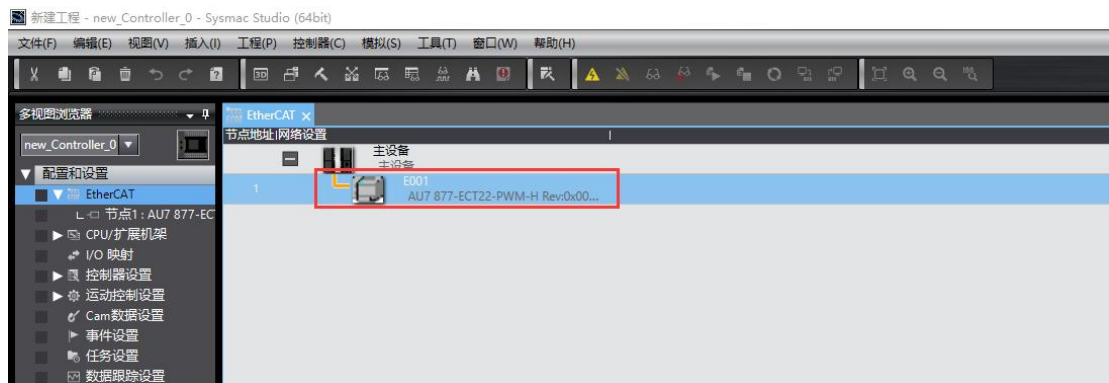 新建工程 - new_Controller_0 - Sysmac Studio (64bit)
文件(F) 编辑(E) 视图(V) 插入(I) 工程(P) 控制器(C) 模拟(S) 工具(T) 窗口(W) 帮助(H)
多视图浏览器
EtherCAT
节点地址|网络设置
new_Controller_0
主设备
主设备
配置和设置
E001
1
AU7 877-ECT22-PWM-H Rev:0x00...
EtherCAT
节点1 : AU7 877-EC
CPU/扩展机架
I/O 映射
控制器设置
运动控制设置
Cam数据设置
事件设置
任务设置
数据跟踪设置